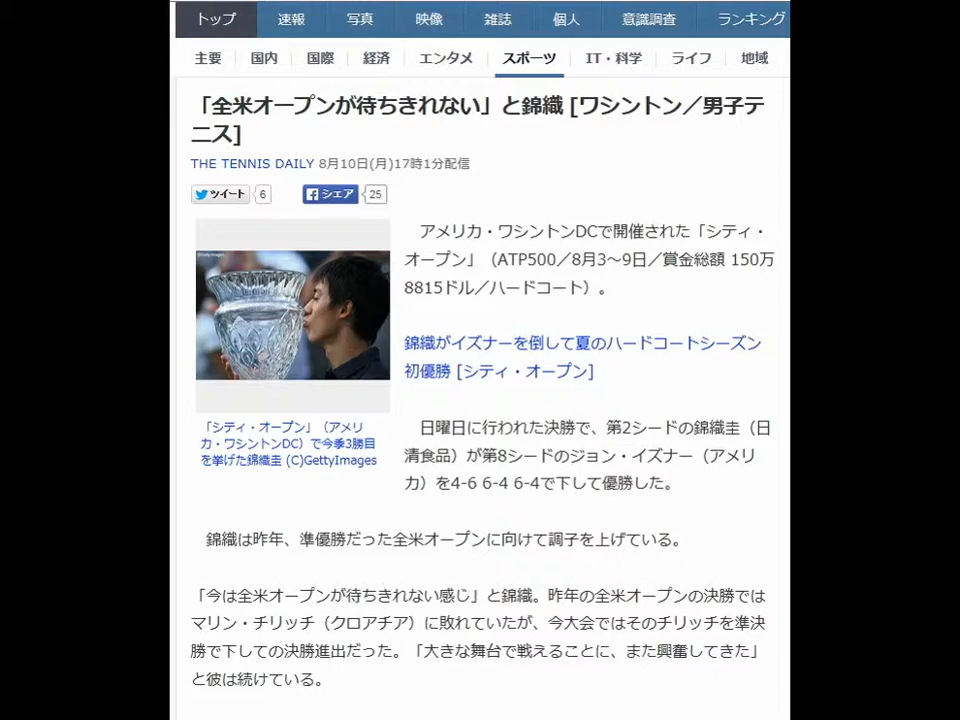 トップ 速報 写真 映像 雑誌 個人 意識調査 ランキング
主要 国内 国際 経済 エンタメ スポーツ IT・科学 ライフ 地域
「全米オープンが待ちきれない」と錦織 [ワシントン／男子テ
ニス]
THE TENNIS DAILY 8月10日(月)17時1分配信
ツイート 6 シェア 25
アメリカ・ワシントンDCで開催された「シティ・
オープン」（ATP500／8月3～9日／賞金総額 150万
8815ドル／ハードコート）。
錦織がイズナーを倒して夏のハードコートシーズン
初優勝 [シティ・オープン]
「シティ・オープン」（アメリ
カ・ワシントンDC）で今季3勝目
を挙げた錦織圭 (C)GettyImages
日曜日に行われた決勝で、第2シードの錦織圭（日
清食品）が第8シードのジョン・イズナー（アメリ
カ）を4-6 6-4 6-4で下して優勝した。
錦織は昨年、準優勝だった全米オープンに向けて調子を上げている。
「今は全米オープンが待ちきれない感じ」と錦織。昨年の全米オープンの決勝では
マリン・チリッチ（クロアチア）に敗れていたが、今大会ではそのチリッチを準決
勝で下しての決勝進出だった。「大きな舞台で戦えることに、また興奮してきた」
と彼は続けている。